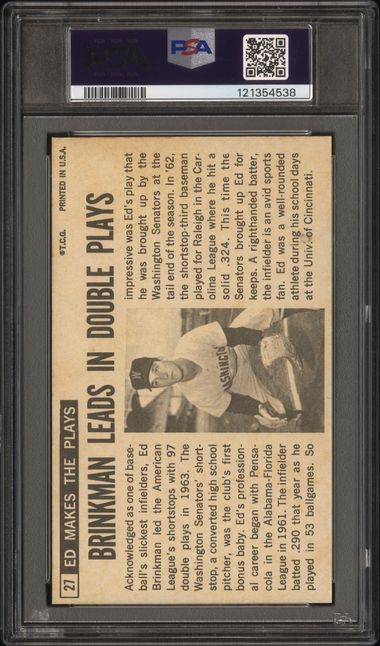 PSA
121354538
27 ED MAKES THE PLAYS
©T.C.G. PRINTED IN U.S.A.
BRINKMAN LEADS IN DOUBLE PLAYS
Acknowledged as one of base-
ball's slickest infielders, Ed
Brinkman led the American
League's shortstops with 97
double plays in 1963. The
Washington Senators' short-
stop, a converted high school
pitcher, was the club's first
bonus baby. Ed's profession-
al career began with Pensa-
cola in the Alabama-Florida
League in 1961. The infielder
batted .290 that year as he
played in 53 ballgames. So
impressive was Ed's play that
he was brought up by the
Washington Senators at the
tail end of the season. In '62,
the shortstop-third baseman
played for Raleigh in the Car-
olina League where he hit a
solid .324. This time the
Senators brought up Ed for
keeps. A righthanded batter,
the infielder is an avid sports
fan. Ed was a well-rounded
athlete during his school days
at the Univ. of Cincinnati.
W